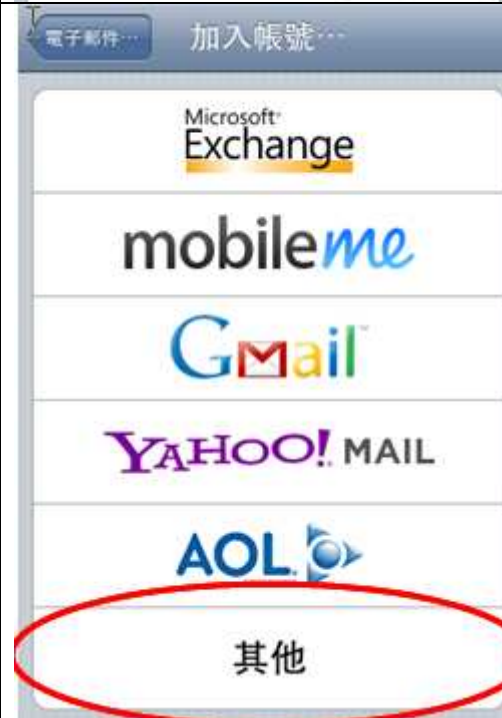 電子郵件… 加入帳號…
Microsoft
Exchange
mobileme
Gmail
YAHOO! MAIL
AOL
其他